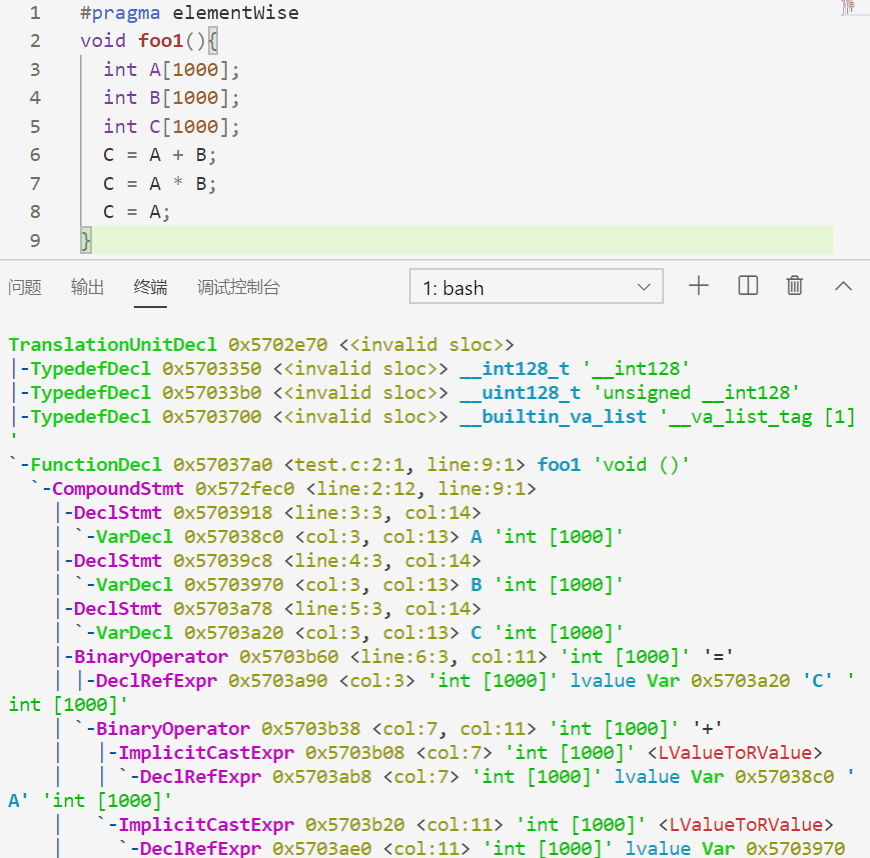 1 #pragma elementWise
2 void foo1(){
3 int A[1000];
4 int B[1000];
5 int C[1000];
6 C = A + B;
7 C = A * B;
8 C = A;
9 }
问题 输出 终端 调试控制台 1: bash
TranslationUnitDecl 0x5702e70 <<invalid sloc>>
|-TypedefDecl 0x5703350 <<invalid sloc>> __int128_t '__int128'
|-TypedefDecl 0x57033b0 <<invalid sloc>> __uint128_t 'unsigned __int128'
|-TypedefDecl 0x5703700 <<invalid sloc>> __builtin_va_list '__va_list_tag [1]
'
`-FunctionDecl 0x57037a0 <test.c:2:1, line:9:1> foo1 'void ()'
  `-CompoundStmt 0x572fec0 <line:2:12, line:9:1>
    |-DeclStmt 0x5703918 <line:3:3, col:14>
    | `-VarDecl 0x57038c0 <col:3, col:13> A 'int [1000]'
    |-DeclStmt 0x57039c8 <line:4:3, col:14>
    | `-VarDecl 0x5703970 <col:3, col:13> B 'int [1000]'
    |-DeclStmt 0x5703a78 <line:5:3, col:14>
    | `-VarDecl 0x5703a20 <col:3, col:13> C 'int [1000]'
    |-BinaryOperator 0x5703b60 <line:6:3, col:11> 'int [1000]' '='
    | |-DeclRefExpr 0x5703a90 <col:3> 'int [1000]' lvalue Var 0x5703a20 'C' '
int [1000]'
    | `-BinaryOperator 0x5703b38 <col:7, col:11> 'int [1000]' '+'
    |   |-ImplicitCastExpr 0x5703b08 <col:7> 'int [1000]' <LValueToRValue>
    |   | `-DeclRefExpr 0x5703ab8 <col:7> 'int [1000]' lvalue Var 0x57038c0 '
A' 'int [1000]'
    |   `-ImplicitCastExpr 0x5703b20 <col:11> 'int [1000]' <LValueToRValue>
    |     `-DeclRefExpr 0x5703ae0 <col:11> 'int [1000]' lvalue Var 0x5703970